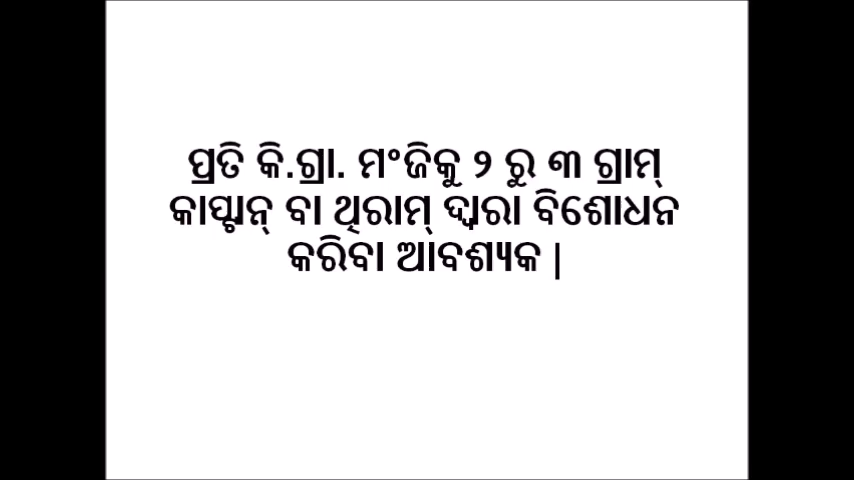 ପ୍ରତି କି.ଗ୍ରା. ମଂଜିକୁ ୨ ରୁ ୩ ଗ୍ରାମ୍
କାପ୍ଟାନ୍ ବା ଥିରାମ୍ ଦ୍ୱାରା ବିଶୋଧନ
କରିବା ଆବଶ୍ୟକ |